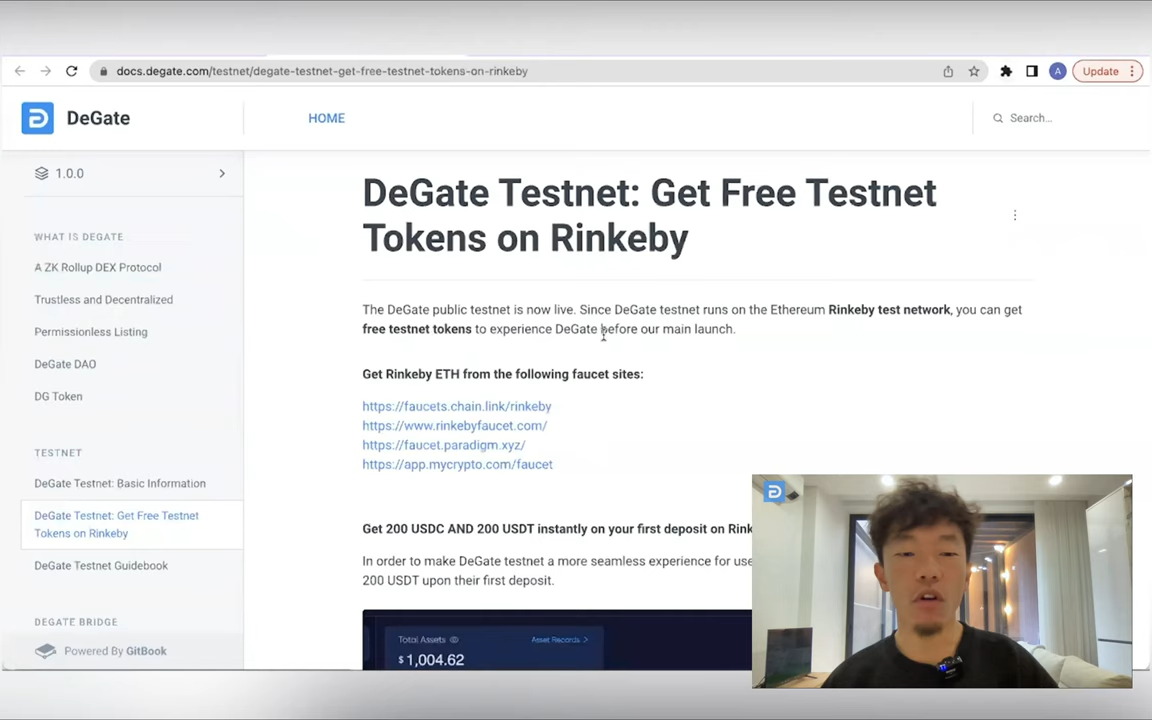 docs.degate.com/testnet/degate-testnet-get-free-testnet-tokens-on-rinkeby
A
Update
DeGate
HOME
Search...
1.0.0
WHAT IS DEGATE
A ZK Rollup DEX Protocol
Trustless and Decentralized
Permissionless Listing
DeGate DAO
DG Token
TESTNET
DeGate Testnet: Basic Information
DeGate Testnet: Get Free Testnet
Tokens on Rinkeby
DeGate Testnet Guidebook
DEGATE BRIDGE
Powered By GitBook
DeGate Testnet: Get Free Testnet
Tokens on Rinkeby
The DeGate public testnet is now live. Since DeGate testnet runs on the Ethereum Rinkeby test network, you can get
free testnet tokens to experience DeGate before our main launch.
Get Rinkeby ETH from the following faucet sites:
https://faucets.chain.link/rinkeby
https://www.rinkebyfaucet.com/
https://faucet.paradigm.xyz/
https://app.mycrypto.com/faucet
Get 200 USDC AND 200 USDT instantly on your first deposit on Rink
In order to make DeGate testnet a more seamless experience for use
200 USDT upon their first deposit.
Total Assets
Asset Records >
$1,004.62